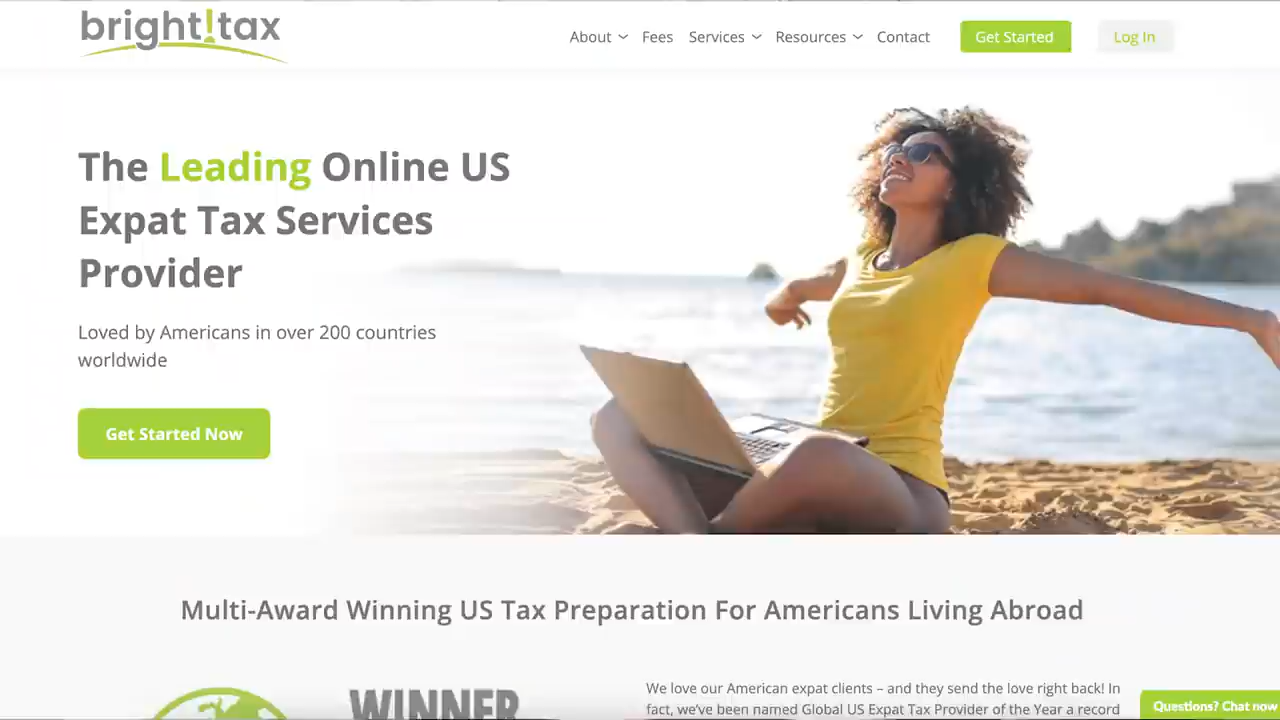 bright!tax
About Fees Services Resources Contact Get Started Log In
The Leading Online US
Expat Tax Services
Provider
Loved by Americans in over 200 countries
worldwide
Get Started Now
Multi-Award Winning US Tax Preparation For Americans Living Abroad
WINNER
We love our American expat clients – and they send the love right back! In
fact, we’ve been named Global US Expat Tax Provider of the Year a record
Questions? Chat now